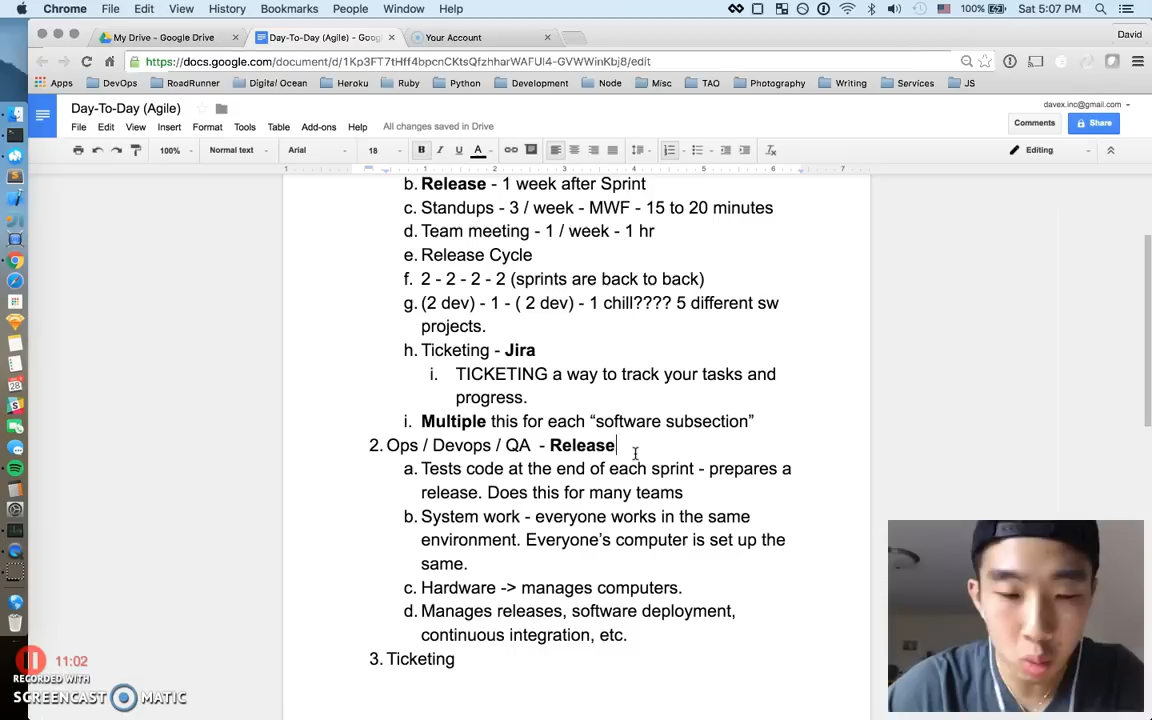 Chrome File Edit View History Bookmarks People Window Help 100% Sat 5:07 PM
My Drive - Google Drive Day-To-Day (Agile) - Goog Your Account David
https://docs.google.com/document/d/1Kp3FT7tHff4bpcnCKtsQfzhharWAFUI4-GVWWinKbj8/edit
Apps DevOps RoadRunner Digital Ocean Heroku Ruby Python Development Node Misc TAO Photography Writing Services JS
Day-To-Day (Agile) davex.inc@gmail.com
File Edit View Insert Format Tools Table Add-ons Help All changes saved in Drive Comments Share
100% Normal text Arial 18 B I U A Editing
1 1 2 3 4 5 6 7
b. Release - 1 week after Sprint
c. Standups - 3 / week - MWF - 15 to 20 minutes
d. Team meeting - 1 / week - 1 hr
e. Release Cycle
f. 2 - 2 - 2 - 2 (sprints are back to back)
g. (2 dev) - 1 - ( 2 dev) - 1 chill???? 5 different sw
projects.
h. Ticketing - Jira
i. TICKETING a way to track your tasks and
progress.
i. Multiple this for each “software subsection”
2. Ops / Devops / QA - Release
a. Tests code at the end of each sprint - prepares a
release. Does this for many teams
b. System work - everyone works in the same
environment. Everyone’s computer is set up the
same.
c. Hardware -> manages computers.
d. Manages releases, software deployment,
continuous integration, etc.
3. Ticketing
11:02
RECORDED WITH
SCREENCAST MATIC